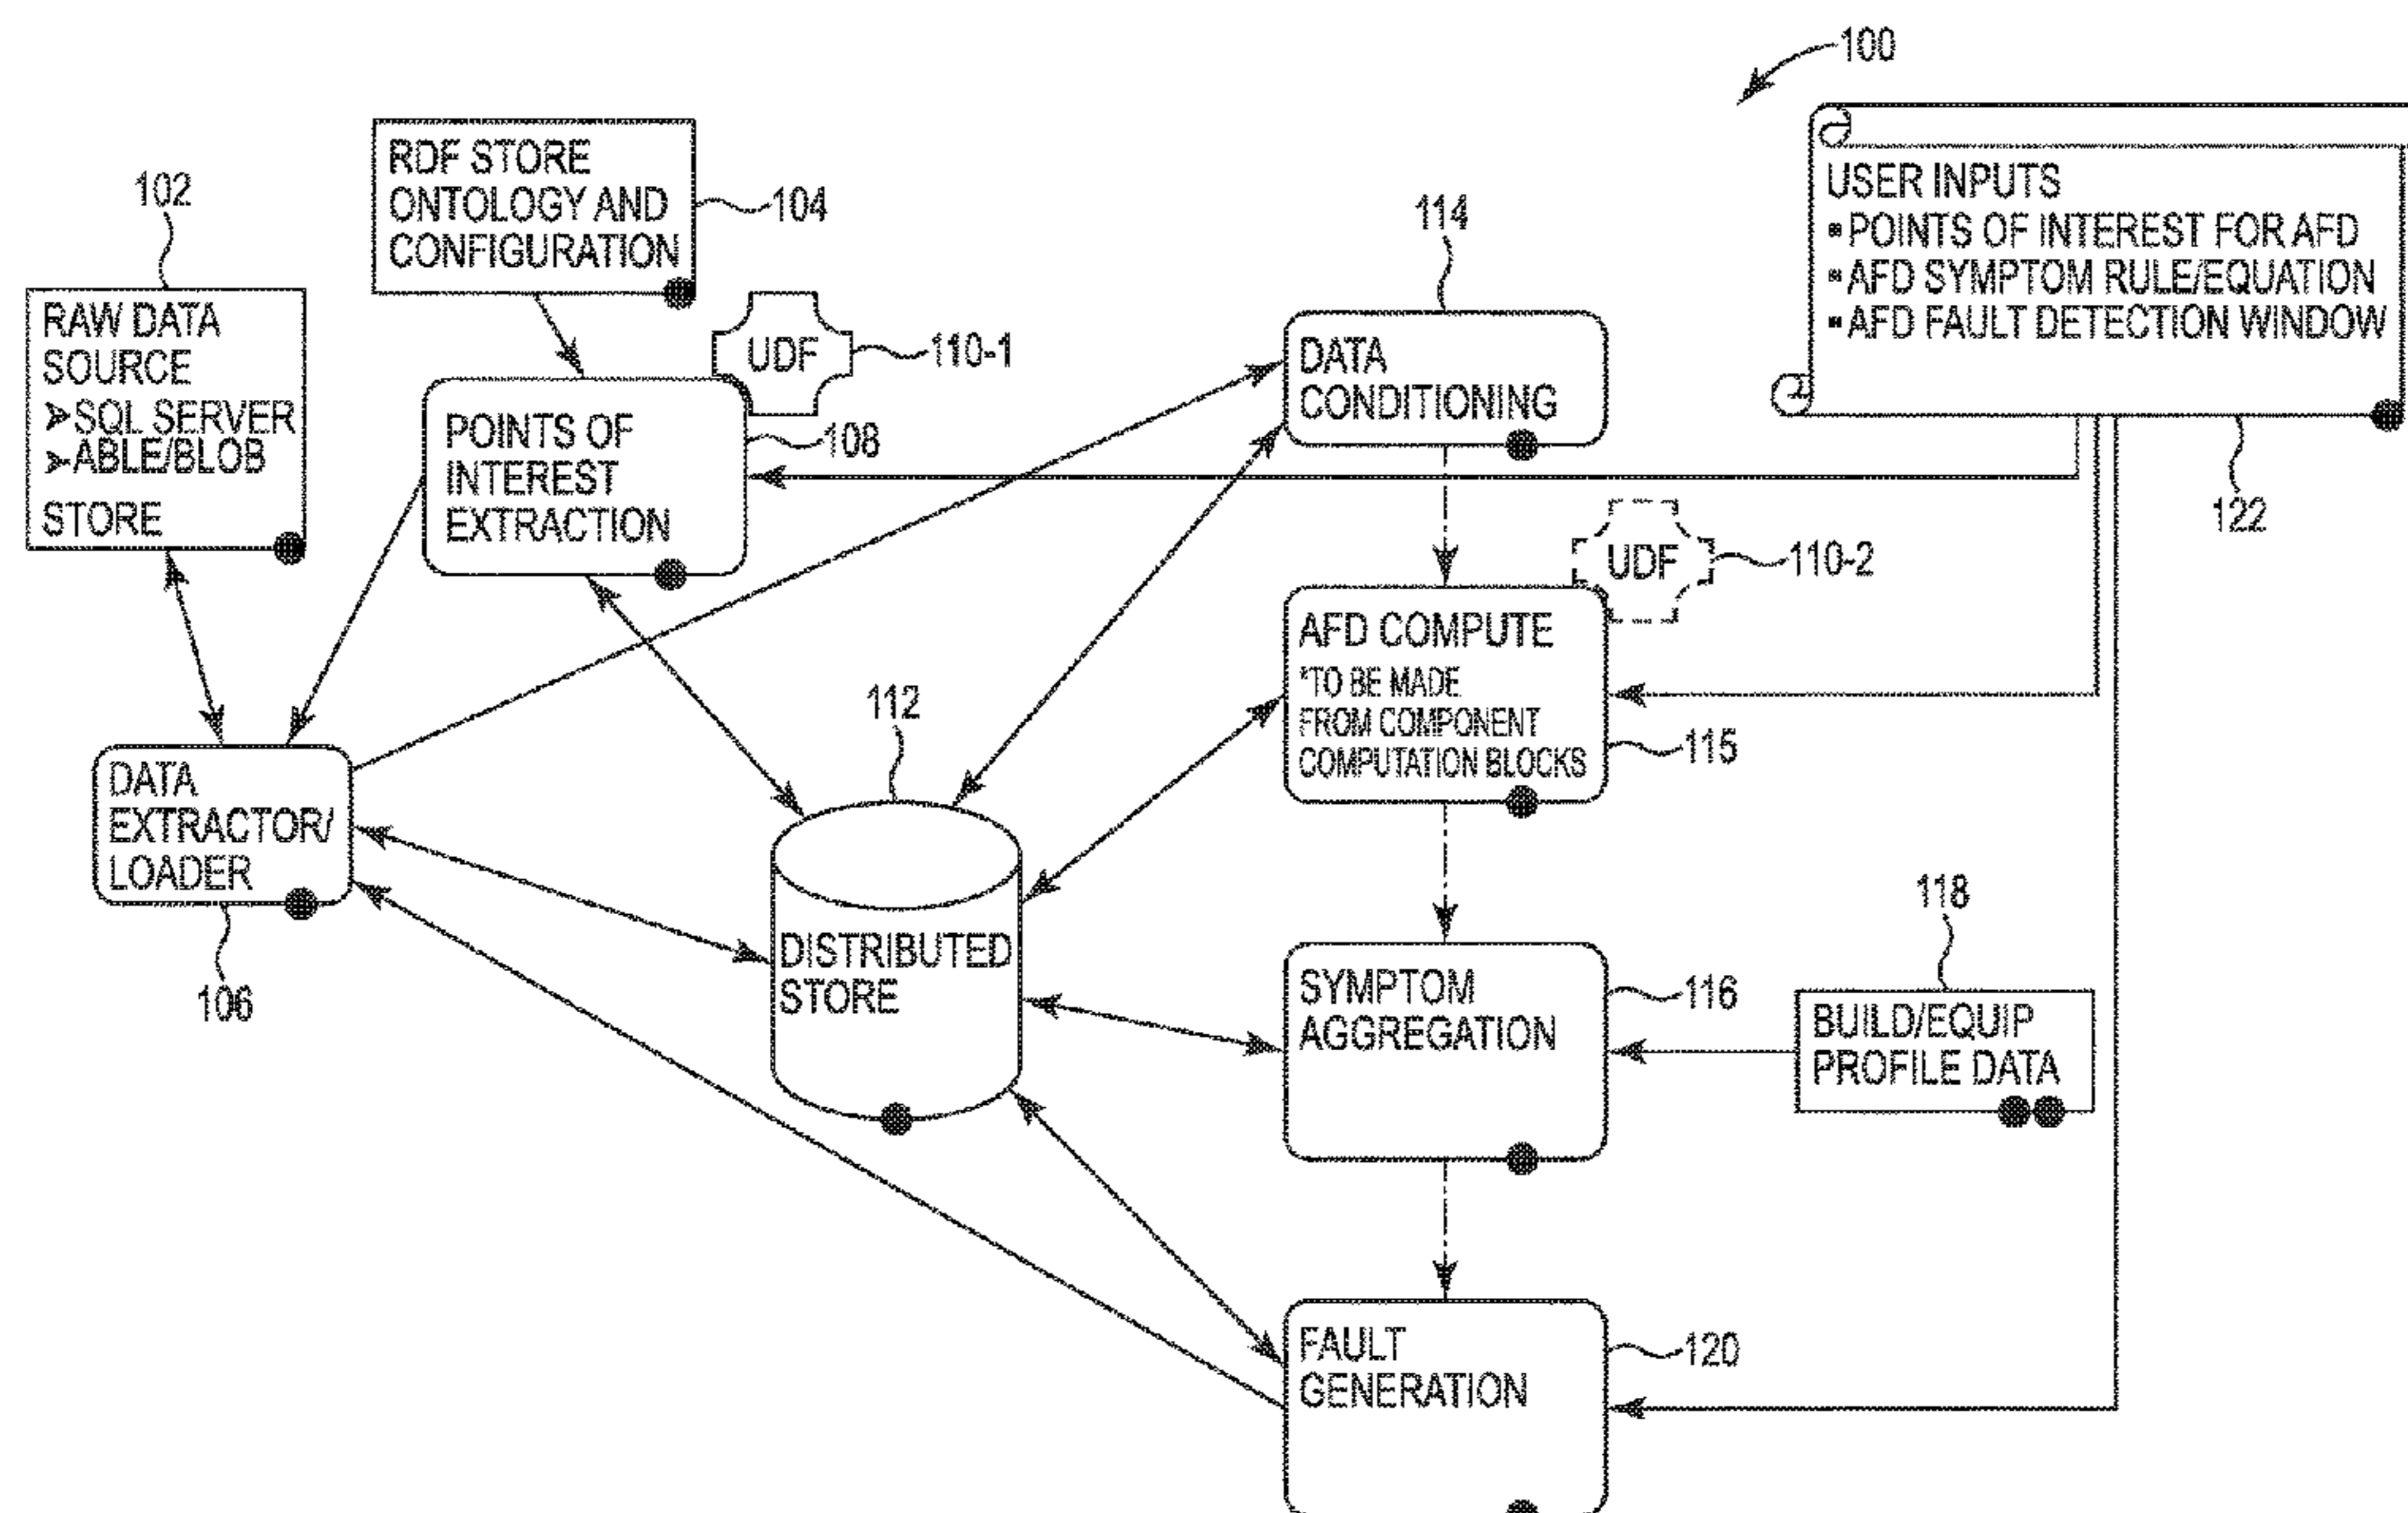 100
RDF STORE
ONTOLOGY AND
CONFIGURATION
104
102
RAW DATA
SOURCE
➢SQL SERVER
➢ABLE/BLOB
STORE
UDF
110-1
POINTS OF
INTEREST
EXTRACTION
108
114
DATA
CONDITIONING
USER INPUTS
▪POINTS OF INTEREST FOR AFD
▪AFD SYMPTOM RULE/EQUATION
▪AFD FAULT DETECTION WINDOW
122
UDF
110-2
AFD COMPUTE
*TO BE MADE
FROM COMPONENT
COMPUTATION BLOCKS
115
112
DISTRIBUTED
STORE
DATA
EXTRACTOR/
LOADER
106
SYMPTOM
AGGREGATION
116
118
BUILD/EQUIP
PROFILE DATA
FAULT
GENERATION
120